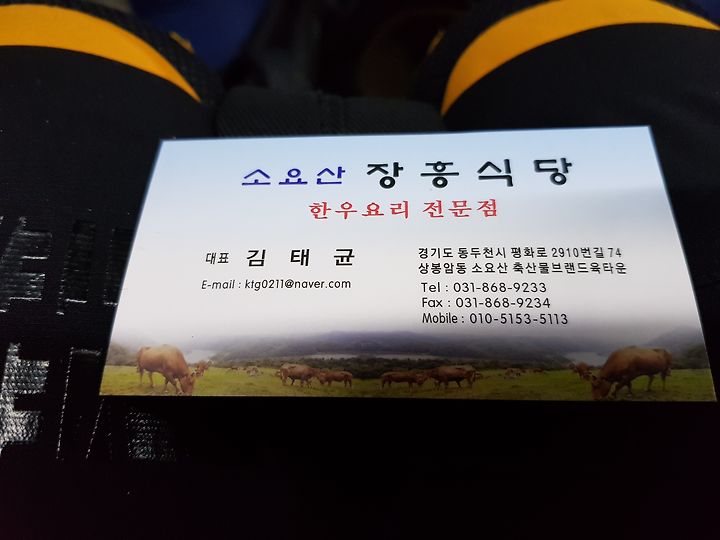 소요산 장흥식당
한우요리 전문점
대표 김 태 균
E-mail : ktg0211@naver.com
경기도 동두천시 평화로 2910번길 74
상봉암동 소요산 축산물브랜드육타운
Tel : 031-868-9233
Fax : 031-868-9234
Mobile : 010-5153-5113